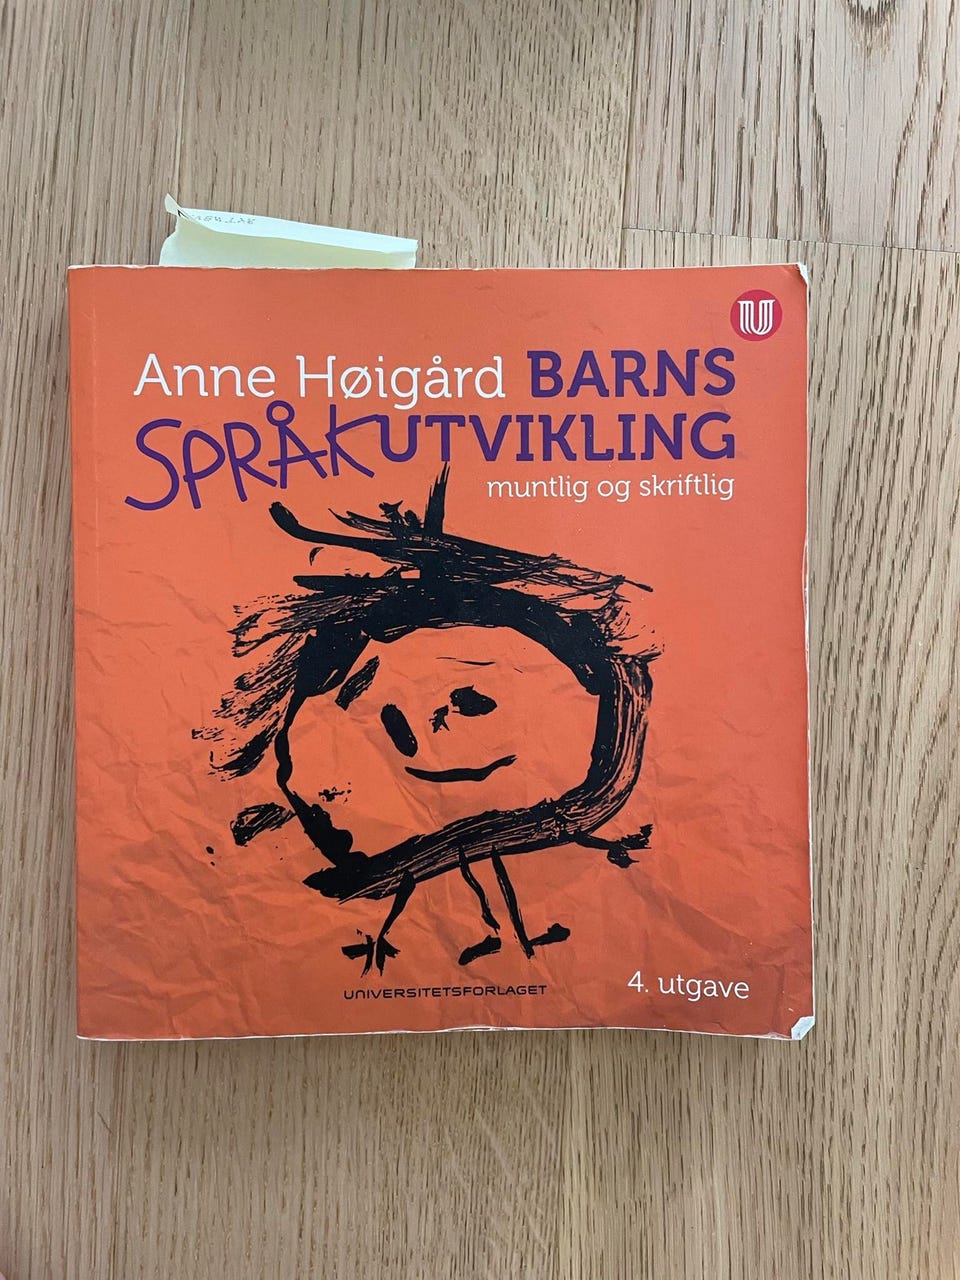 Anne Høigård BARNS
SPRÅKUTVIKLING
muntlig og skriftlig
4. utgave
UNIVERSITETSFORLAGET